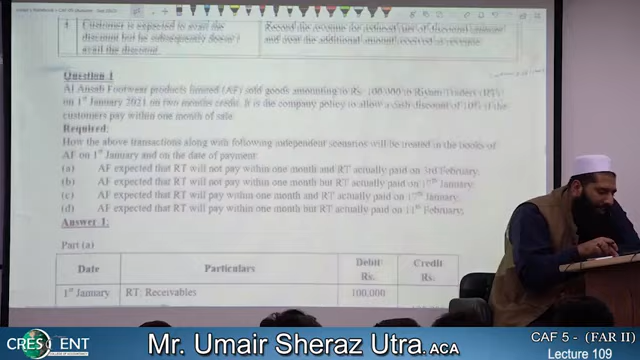 4 Customer is expected to avail the Record the revenue for reduced (net of discount) amount
discount but he subsequently doesn't and over the additional amount received as revenue
avail the discount.
Question 1
Al Ansab Footwear products limited (AF) sold goods amounting to Rs. 100,000 to Rivam Traders (RT)
on 1st January 2021 on two months credit. It is the company policy to allow a cash discount of 10% if the
customers pay within one month of sale.
Required:
How the above transactions along with following independent scenarios will be treated in the books of
AF on 1st January and on the date of payment:
(a) AF expected that RT will not pay within one month and RT actually paid on 3rd February.
(b) AF expected that RT will not pay within one month but RT actually paid on 17th January.
(c) AF expected that RT will pay within one month and RT actually paid on 17th January.
(d) AF expected that RT will pay within one month but RT actually paid on 11th February.
Answer 1:
Part (a)
Date Particulars Debit Credit
Rs. Rs.
1st January RT: Receivables 100,000
CRESCENT
Mr. Umair Sheraz Utra. ACA
CAF 5 - (FAR II)
Lecture 109